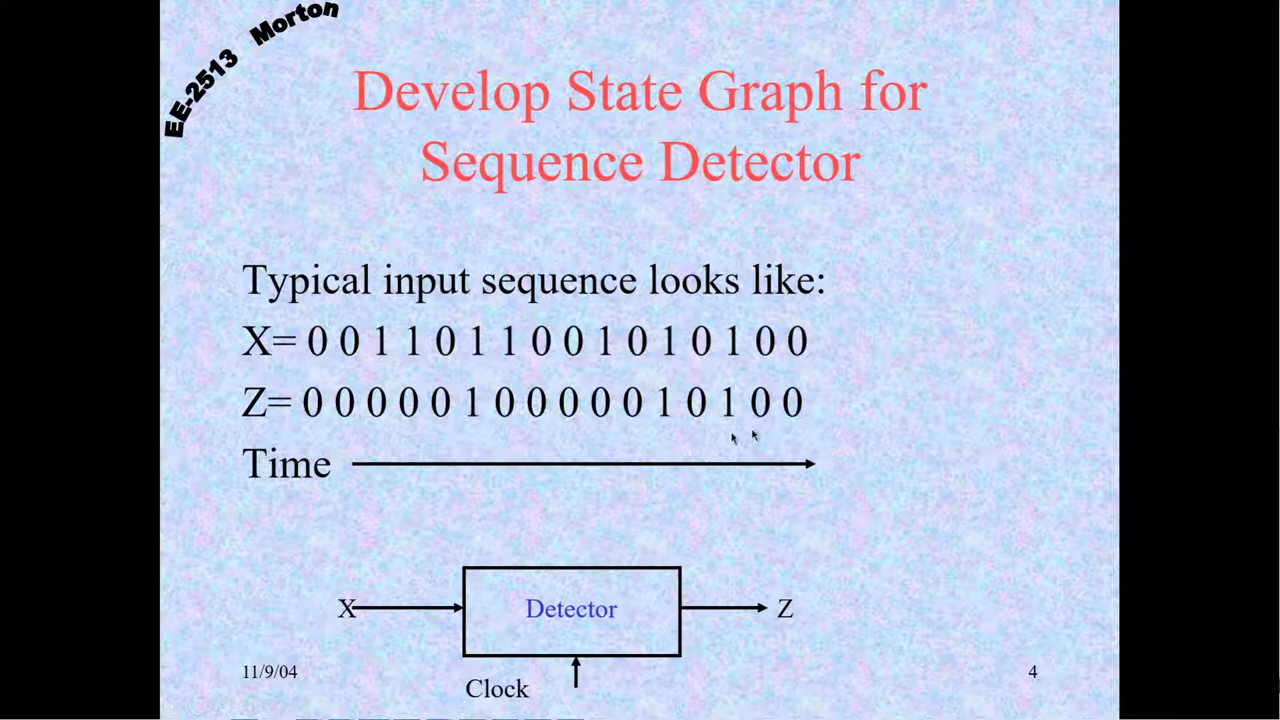 EE-2513 Morton
Develop State Graph for
Sequence Detector
Typical input sequence looks like:
X= 0 0 1 1 0 1 1 0 0 1 0 1 0 1 0 0
Z= 0 0 0 0 0 1 0 0 0 0 0 1 0 1 0 0
Time
X
Detector
Z
11/9/04
Clock
4